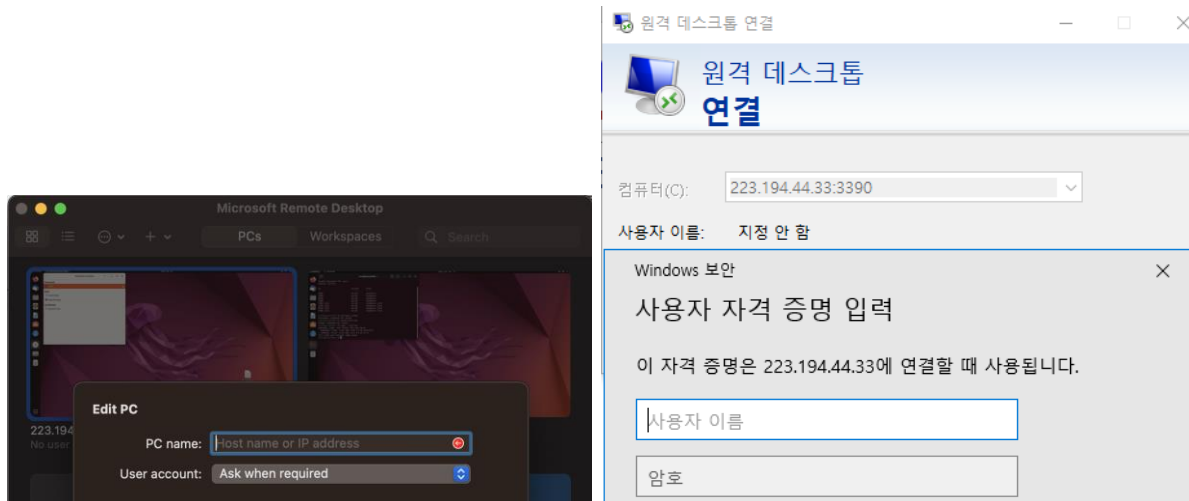 Microsoft Remote Desktop
PCs
Workspaces
Search
223.194
No user
Edit PC
PC name: Host name or IP address
User account: Ask when required
원격 데스크톱 연결
원격 데스크톱
연결
컴퓨터(C): 223.194.44.33:3390
사용자 이름: 지정 안 함
Windows 보안
사용자 자격 증명 입력
이 자격 증명은 223.194.44.33에 연결할 때 사용됩니다.
사용자 이름
암호